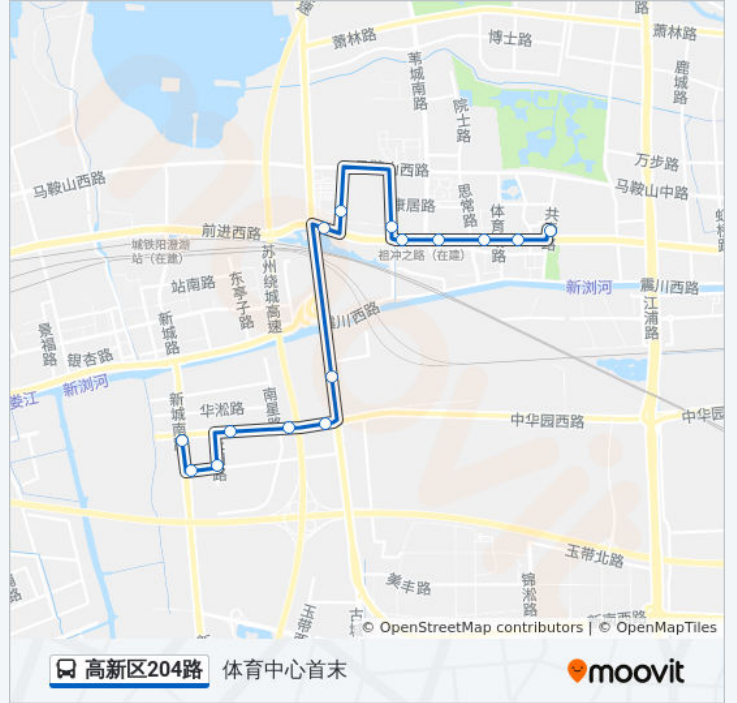 萧林路
博士路
萧林路
苇城南路
鹿城路
院士路
万步路
马鞍山中路
马鞍山西路
山西路
思常路
康居路
体育
路
共
前进西路
城铁阳澄湖
站（在建）
苏州绕城高速
祖冲之路（在建）
站南路
东亭子路
新浏河
震川西路
江浦路
新城路
川西路
景福路
银杏路
娄江
新浏河
华淞路
南星
新城南
中华园西路
中华园
路
玉带北路
美丰路
锦淞路
© OpenStreetMap contributors | © OpenMapTiles
高新区204路 体育中心首末
moovit